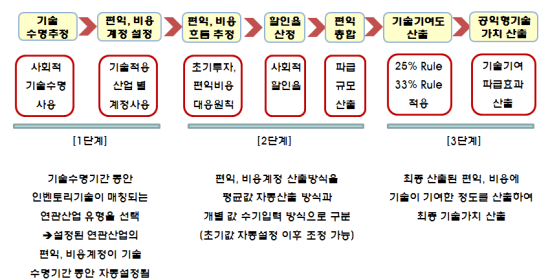 기술
수명추정
편익, 비용
계정 설정
편익, 비용
흐름 추정
할인율
산정
편익
종합
기술기여도
산출
공익형기술
가치 산출
사회적
기술수명
사용
기술적용
산업 별
계정사용
초기투자,
편익비용
대응원칙
사회적
할인율
파급
규모
산출
25% Rule
33% Rule
적용
기술기여
파급효과
산출
[1단계]
[2단계]
[3단계]
기술수명기간 동안
인벤토리기술이 매칭되는
연관산업 유형을 선택
➔설정된 연관산업의
편익, 비용계정이 기술
수명기간 동안 자동설정됨
편익, 비용계정 산출방식을
평균값 자동산출 방식과
개별 값 수기입력 방식으로 구분
(초기값 자동설정 이후 조정 가능)
최종 산출된 편익, 비용에
기술이 기여한 정도를 산출하여
최종 기술가치 산출